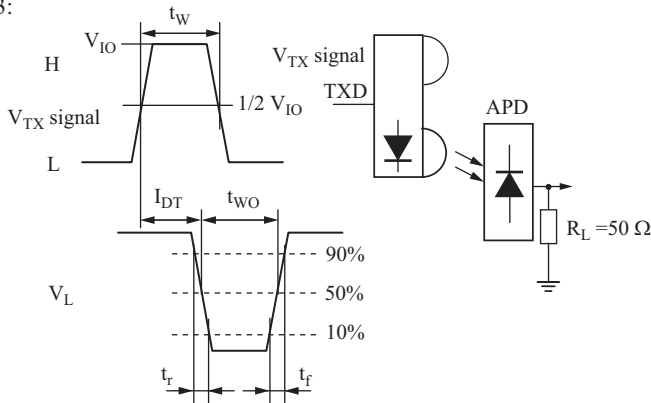 3:
t_W
V_IO
H
V_TX signal
1/2 V_IO
L
V_TX signal
TXD
APD
R_L =50 Ω
I_DT
t_WO
90%
V_L
50%
10%
t_r
t_f